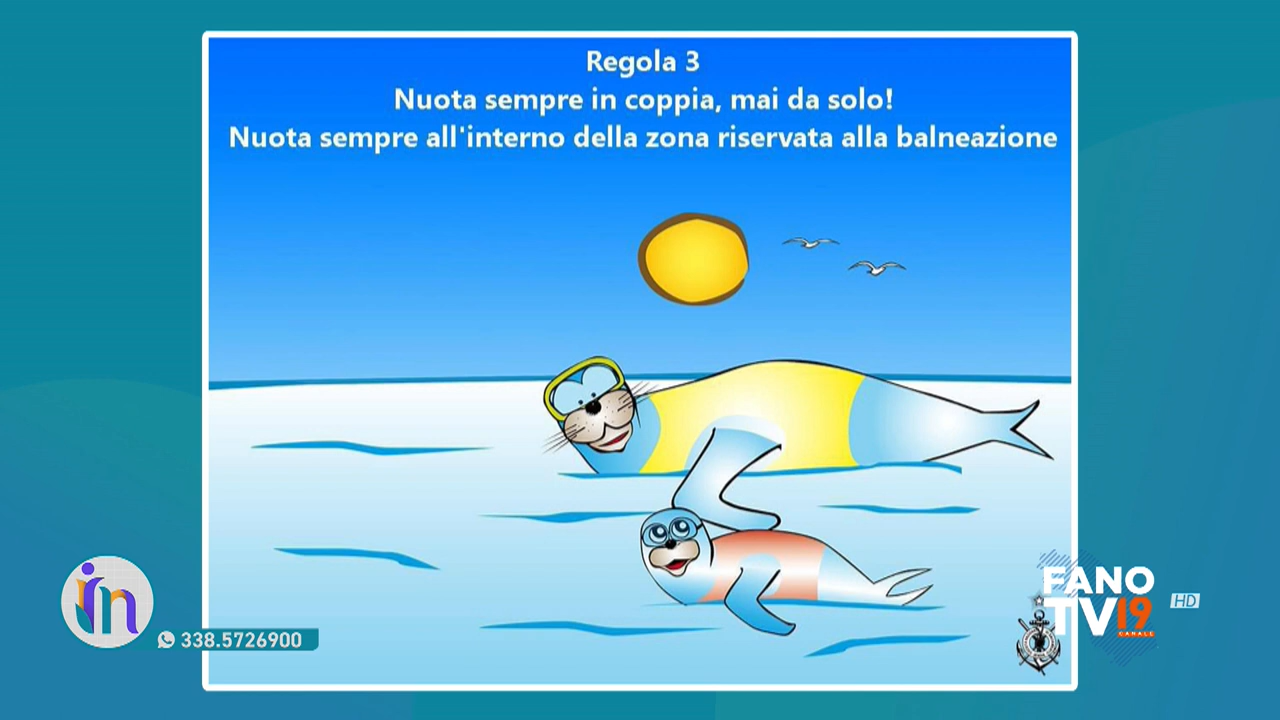 Regola 3
Nuota sempre in coppia, mai da solo!
Nuota sempre all'interno della zona riservata alla balneazione
in
338.5726900
FANO
TV19
CANALE
HD